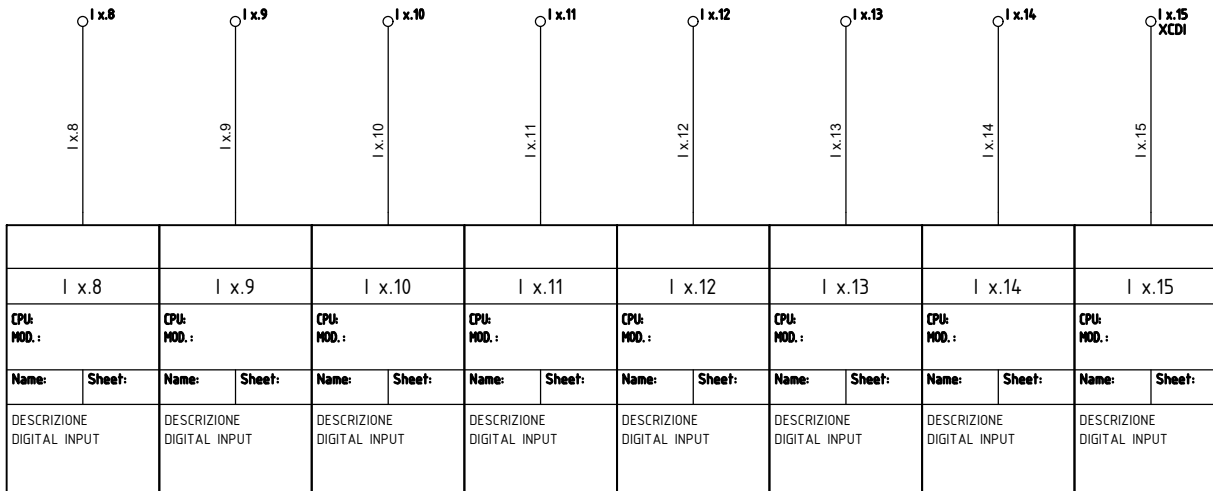 I x.8 I x.9 I x.10 I x.11 I x.12 I x.13 I x.14 I x.15
XCDI
I x.8 I x.9 I x.10 I x.11 I x.12 I x.13 I x.14 I x.15
I x.8 I x.9 I x.10 I x.11 I x.12 I x.13 I x.14 I x.15
CPU: CPU: CPU: CPU: CPU: CPU: CPU: CPU:
MOD. : MOD. : MOD. : MOD. : MOD. : MOD. : MOD. : MOD. :
Name: Sheet: Name: Sheet: Name: Sheet: Name: Sheet: Name: Sheet: Name: Sheet: Name: Sheet: Name: Sheet:
DESCRIZIONE DESCRIZIONE DESCRIZIONE DESCRIZIONE DESCRIZIONE DESCRIZIONE DESCRIZIONE DESCRIZIONE
DIGITAL INPUT DIGITAL INPUT DIGITAL INPUT DIGITAL INPUT DIGITAL INPUT DIGITAL INPUT DIGITAL INPUT DIGITAL INPUT